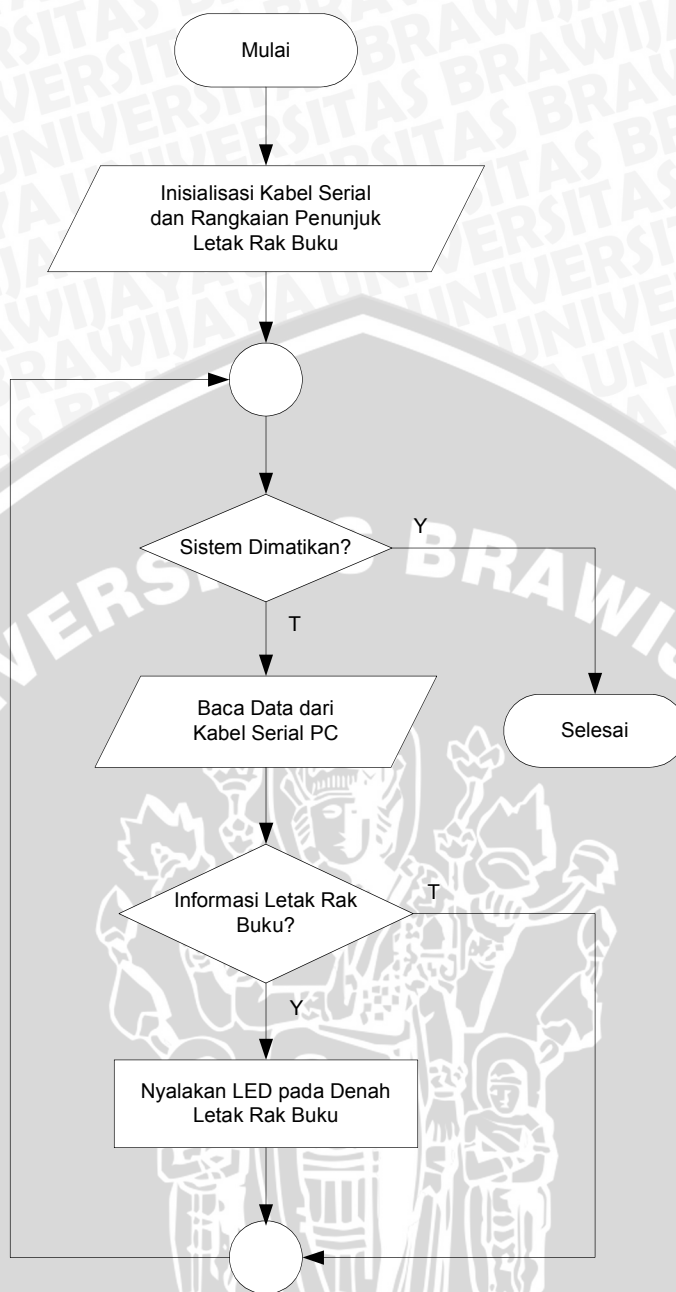 Mulai
Inisialisasi Kabel Serial
dan Rangkaian Penunjuk
Letak Rak Buku
Sistem Dimatikan?
Y
T
Baca Data dari
Kabel Serial PC
Selesai
Informasi Letak Rak
Buku?
T
Y
Nyalakan LED pada Denah
Letak Rak Buku